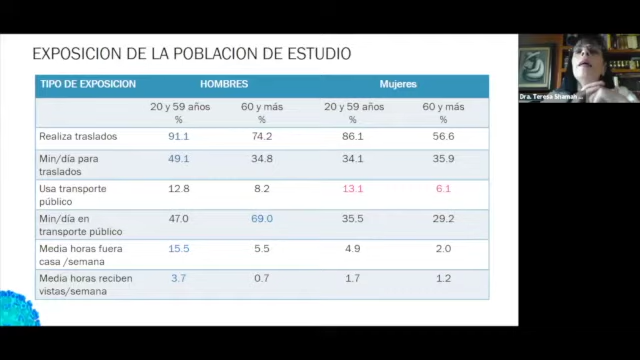 EXPOSICION DE LA POBLACION DE ESTUDIO
TIPO DE EXPOSICIÓN HOMBRES Mujeres
20 y 59 años % 60 y más % 20 y 59 años % 60 y más %
Realiza traslados 91.1 74.2 86.1 56.6
Min/día para traslados 49.1 34.8 34.1 35.9
Usa transporte público 12.8 8.2 13.1 6.1
Min/día en transporte público 47.0 69.0 35.5 29.2
Media horas fuera casa /semana 15.5 5.5 4.9 2.0
Media horas reciben vistas/semana 3.7 0.7 1.7 1.2
Dra. Teresa Shamah